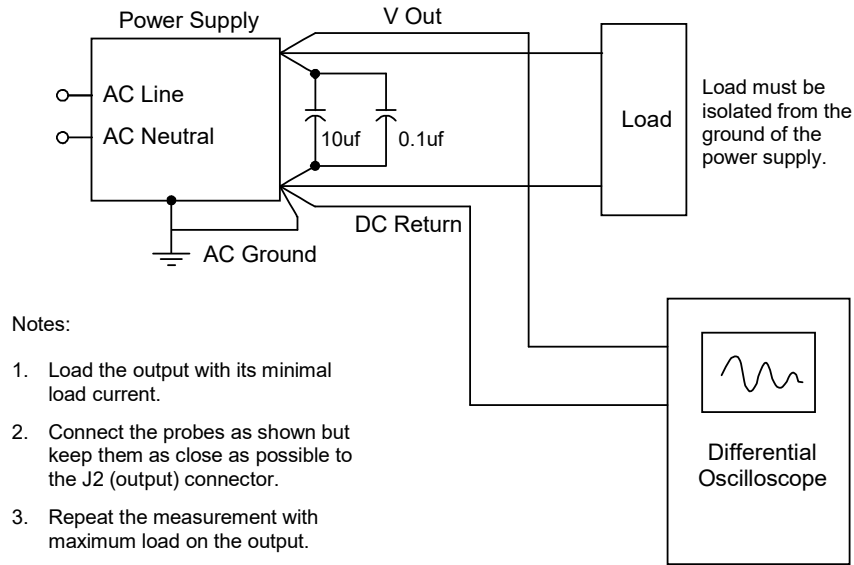 Power Supply
V Out
AC Line
AC Neutral
10uf
0.1uf
Load
Load must be
isolated from the
ground of the
power supply.
DC Return
AC Ground
Notes:
1. Load the output with its minimal
load current.
2. Connect the probes as shown but
keep them as close as possible to
the J2 (output) connector.
3. Repeat the measurement with
maximum load on the output.
Differential
Oscilloscope